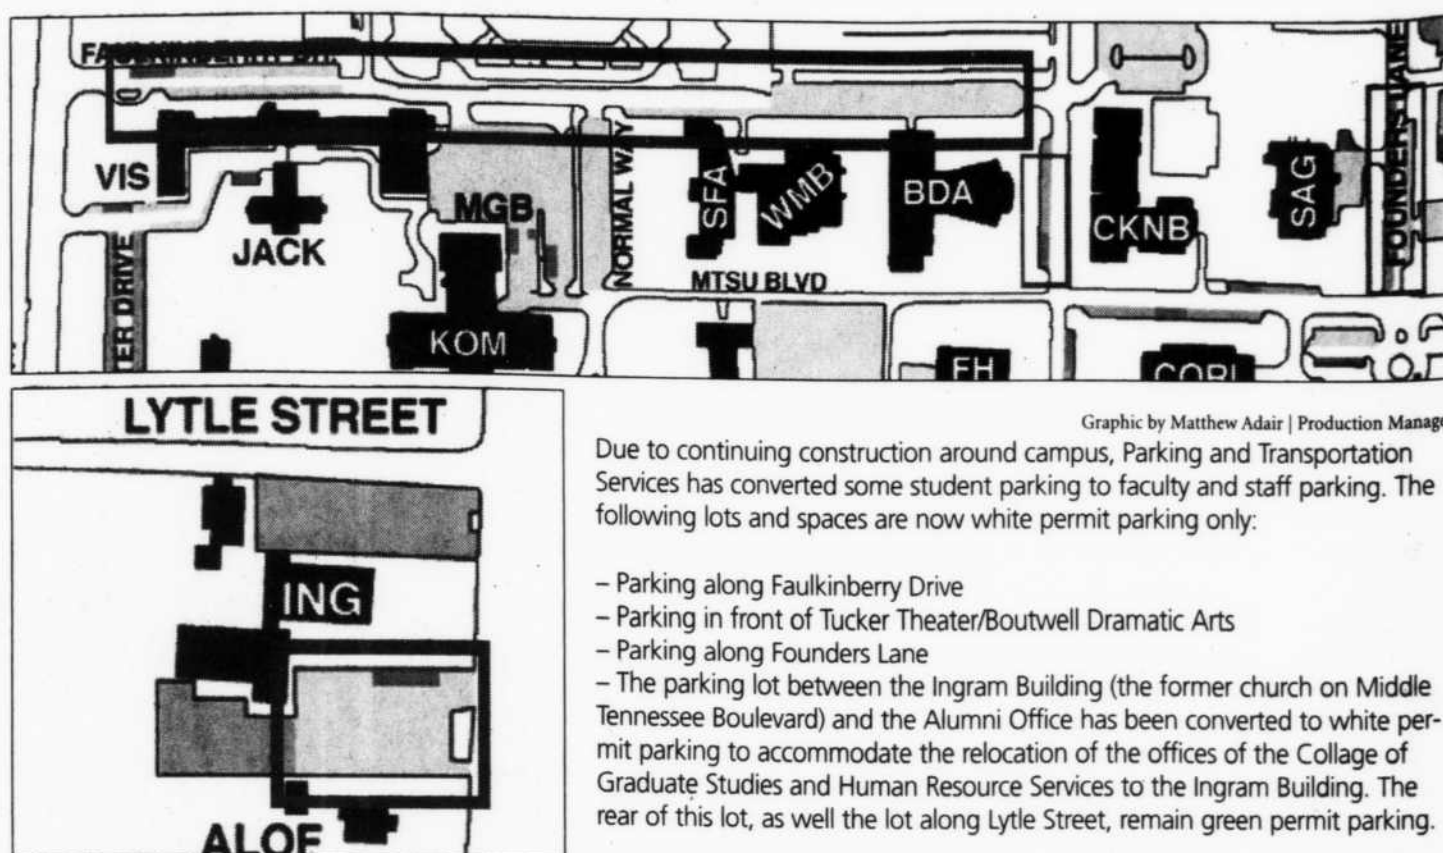 FAULKINBERRY DR.
VIS
JACK
MGB
NORMAL WAY
SFA
WMB
BDA
CKNB
SAG
FOUNDERS LANE
MTSU BLVD
KOM
FH
LYTLE STREET
ING
ALOF
Graphic by Matthew Adair | Production Manage
Due to continuing construction around campus, Parking and Transportation
Services has converted some student parking to faculty and staff parking. The
following lots and spaces are now white permit parking only:
– Parking along Faulkinberry Drive
– Parking in front of Tucker Theater/Boutwell Dramatic Arts
– Parking along Founders Lane
– The parking lot between the Ingram Building (the former church on Middle
Tennessee Boulevard) and the Alumni Office has been converted to white per-
mit parking to accommodate the relocation of the offices of the Collage of
Graduate Studies and Human Resource Services to the Ingram Building. The
rear of this lot, as well the lot along Lytle Street, remain green permit parking.